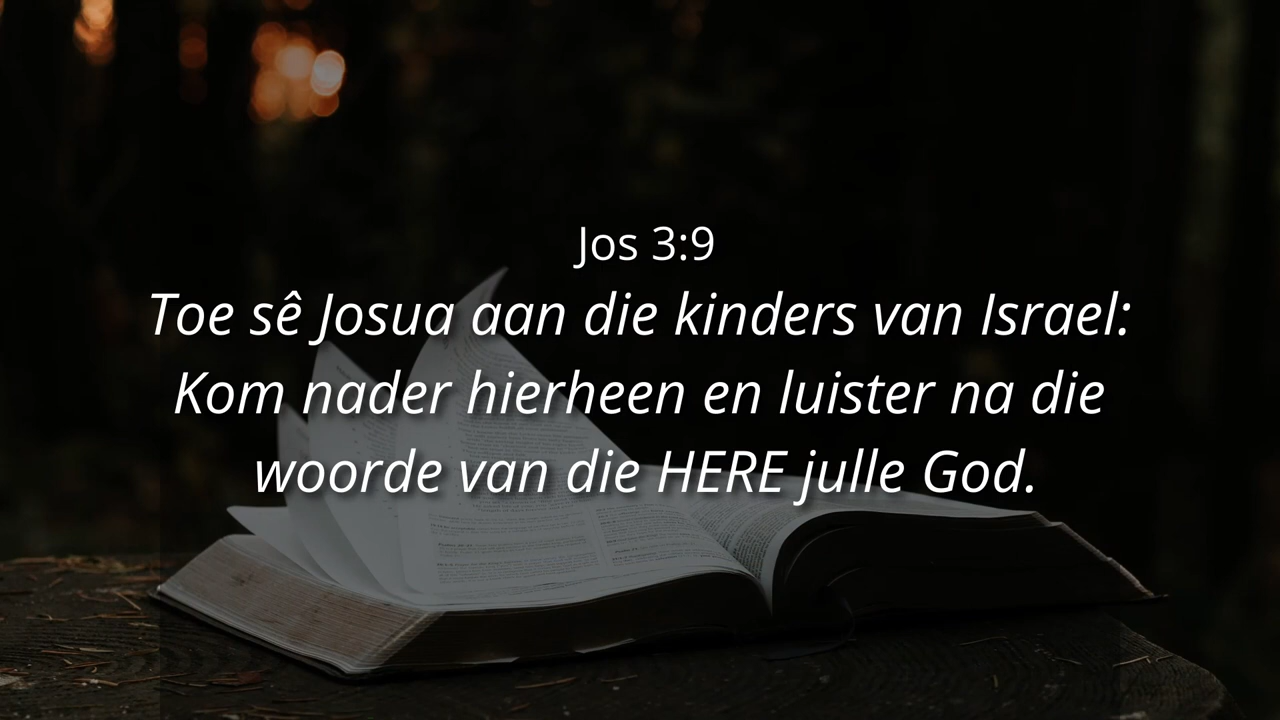 Jos 3:9
Toe sê Josua aan die kinders van Israel:
Kom nader hierheen en luister na die
woorde van die HERE julle God.